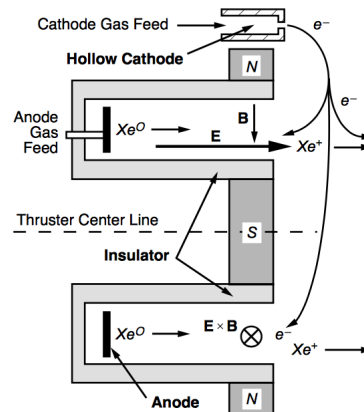 Cathode Gas Feed
e⁻
Hollow Cathode
N
Anode
Gas
Feed
Xe⁰
B
E
e⁻
Xe⁺
Thruster Center Line
S
Insulator
Xe⁰
E × B
e⁻
Xe⁺
Anode
N